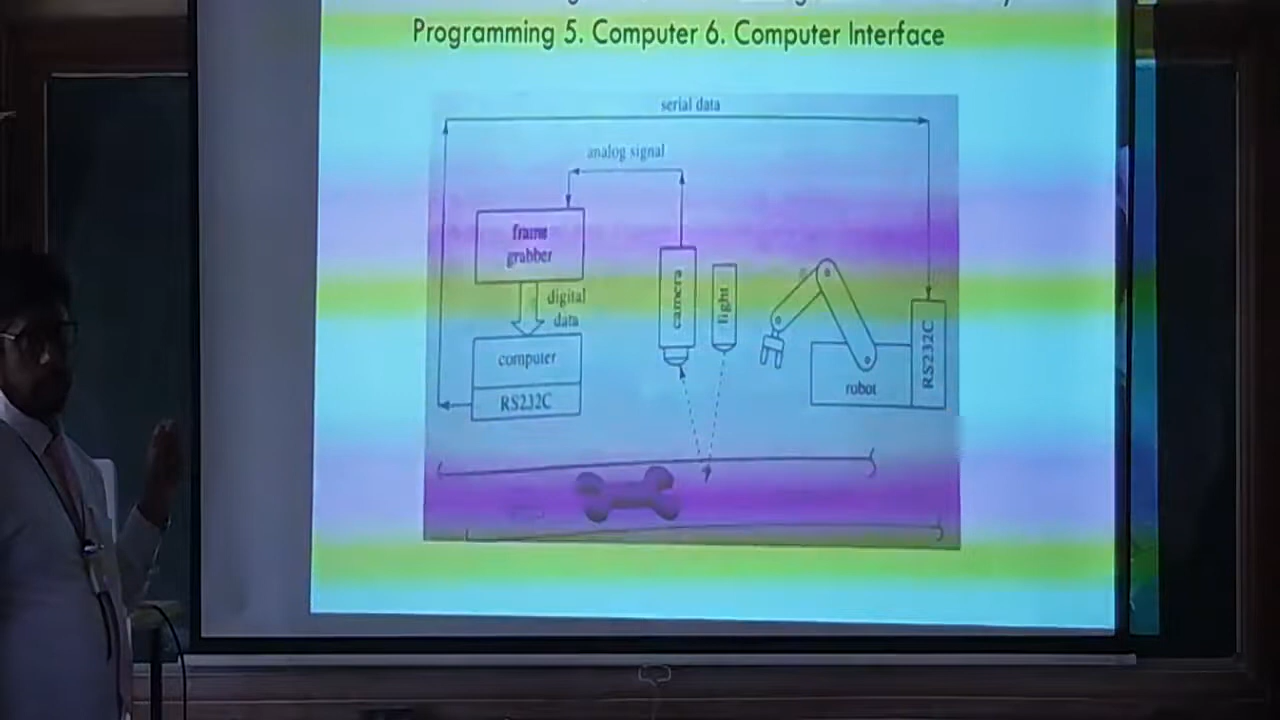 Programming 5. Computer 6. Computer Interface
serial data
analog signal
frame
grabber
digital
data
camera
light
computer
RS232C
robot
RS232C